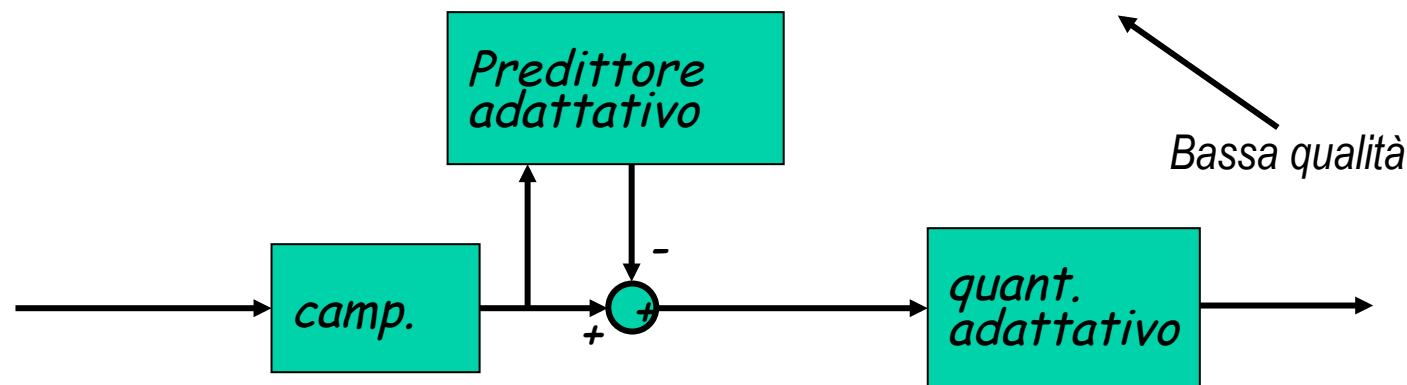 Predittore
adattativo
Bassa qualità
-
camp.
+
+
quant.
adattativo